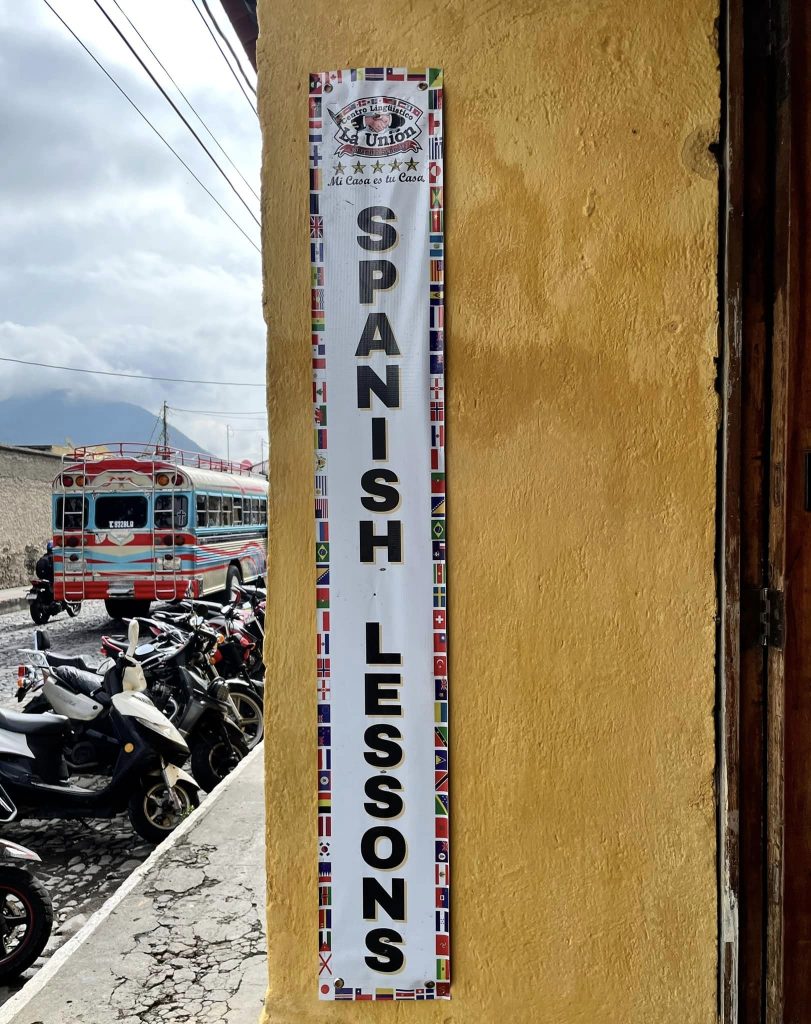 Centro Lingüístico
La Unión
Mi Casa es tu Casa
SPANISH LESSONS